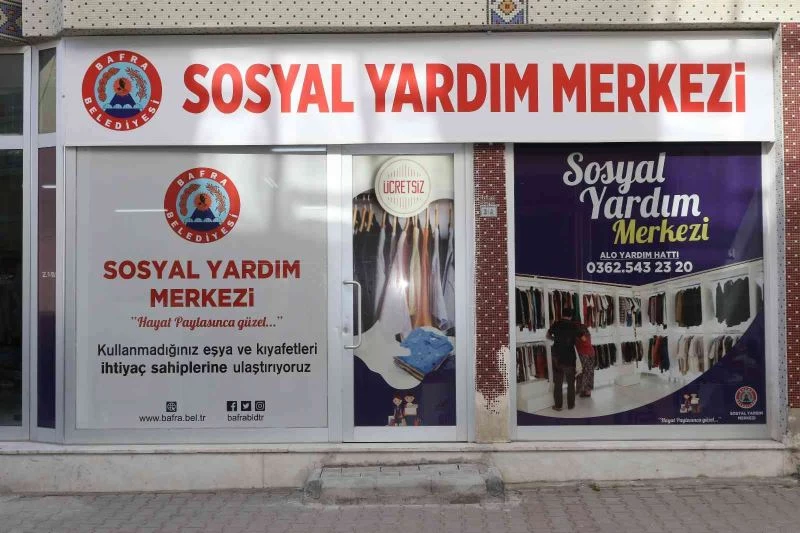 BAFRA BELEDİYESİ
SOSYAL YARDIM MERKEZi
BAFRA BELEDİYESİ
SOSYAL YARDIM
MERKEZi
"Hayat Paylaşınca güzel..."
Kullanmadığınız eşya ve kıyafetleri
ihtiyaç sahiplerine ulaştırıyoruz
www.bafra.bel.tr
bafrabldtr
ÜCRETSİZ
Sosyal
Yardım
Merkezi
ALO YARDIM HATTI
0362.543 23 20
"Hayat Paylaşınca güzel..."
SOSYAL YARDIM
MERKEZİ